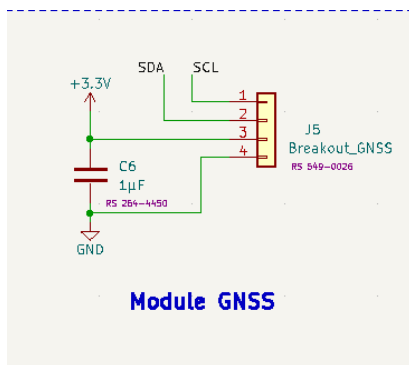 SDA SCL
+3.3V
1
2
3
4
J5
Breakout_GNSS
RS 649-0026
C6
1µF
RS 264-4450
GND
Module GNSS